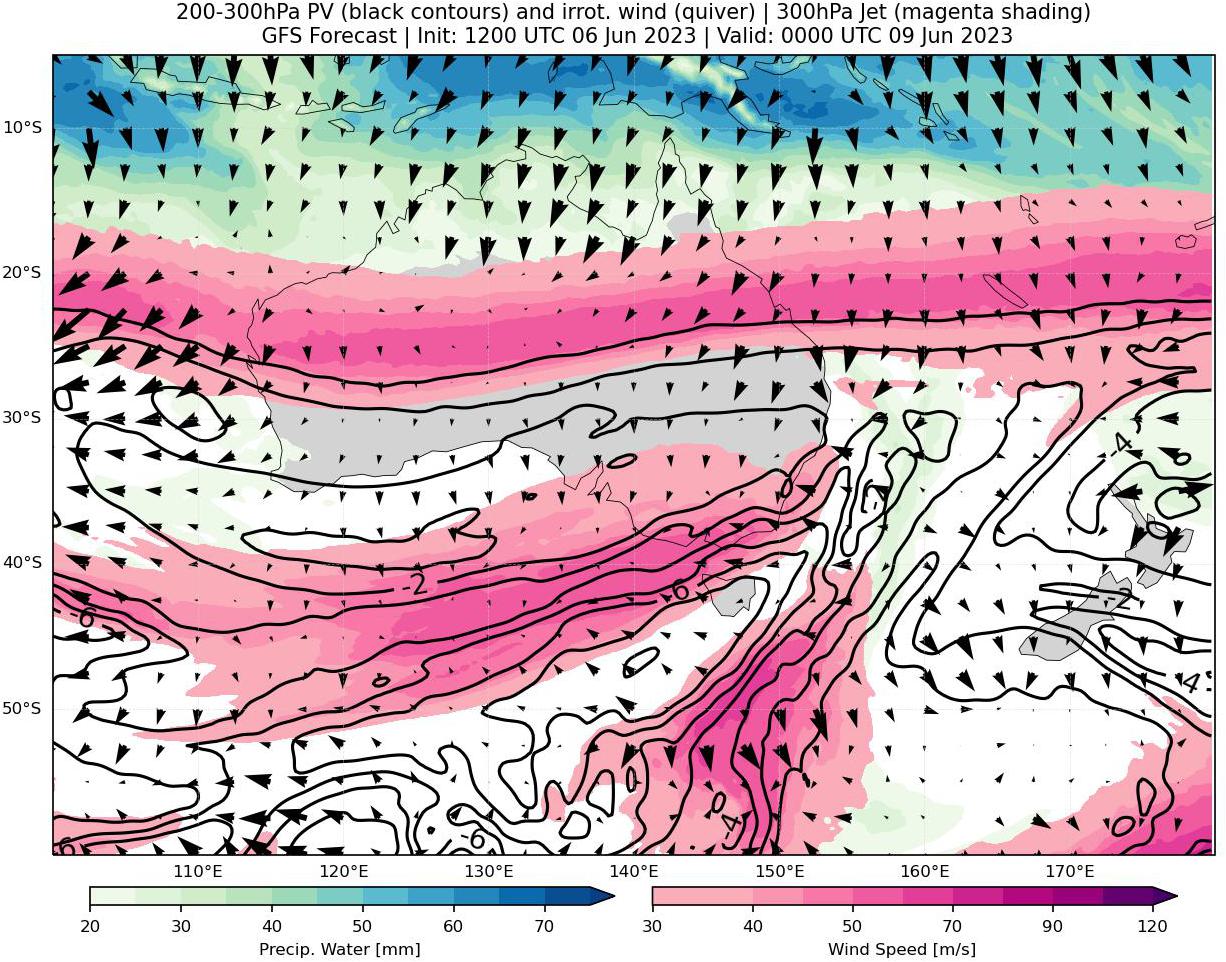 200-300hPa PV (black contours) and irrot. wind (quiver) | 300hPa Jet (magenta shading)
GFS Forecast | Init: 1200 UTC 06 Jun 2023 | Valid: 0000 UTC 09 Jun 2023
10°S
20°S
30°S
-4
-2
40°S
-2
-6
-6
-2
-4
50°S
-4
-6
-6
110°E 120°E 130°E 140°E 150°E 160°E 170°E
20 30 40 50 60 70
30 40 50 70 90 120
Precip. Water [mm] Wind Speed [m/s]